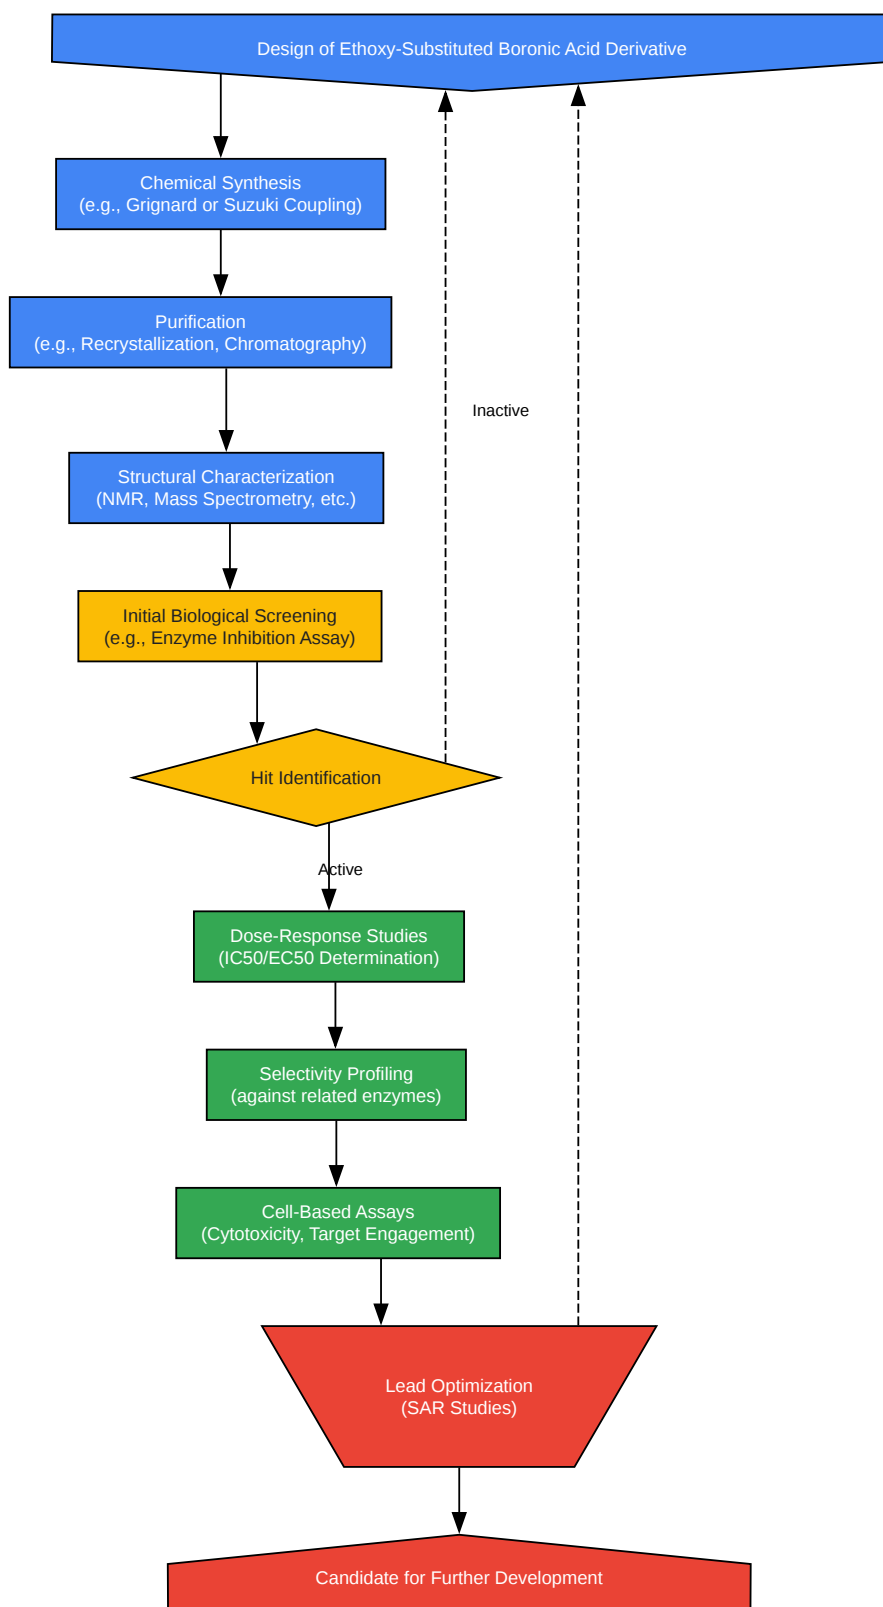 Design of Ethoxy-Substituted Boronic Acid Derivative
Chemical Synthesis
(e.g., Grignard or Suzuki Coupling)
Purification
(e.g., Recrystallization, Chromatography)
Inactive
Structural Characterization
(NMR, Mass Spectrometry, etc.)
Initial Biological Screening
(e.g., Enzyme Inhibition Assay)
Hit Identification
Active
Dose-Response Studies
(IC50/EC50 Determination)
Selectivity Profiling
(against related enzymes)
Cell-Based Assays
(Cytotoxicity, Target Engagement)
Lead Optimization
(SAR Studies)
Candidate for Further Development